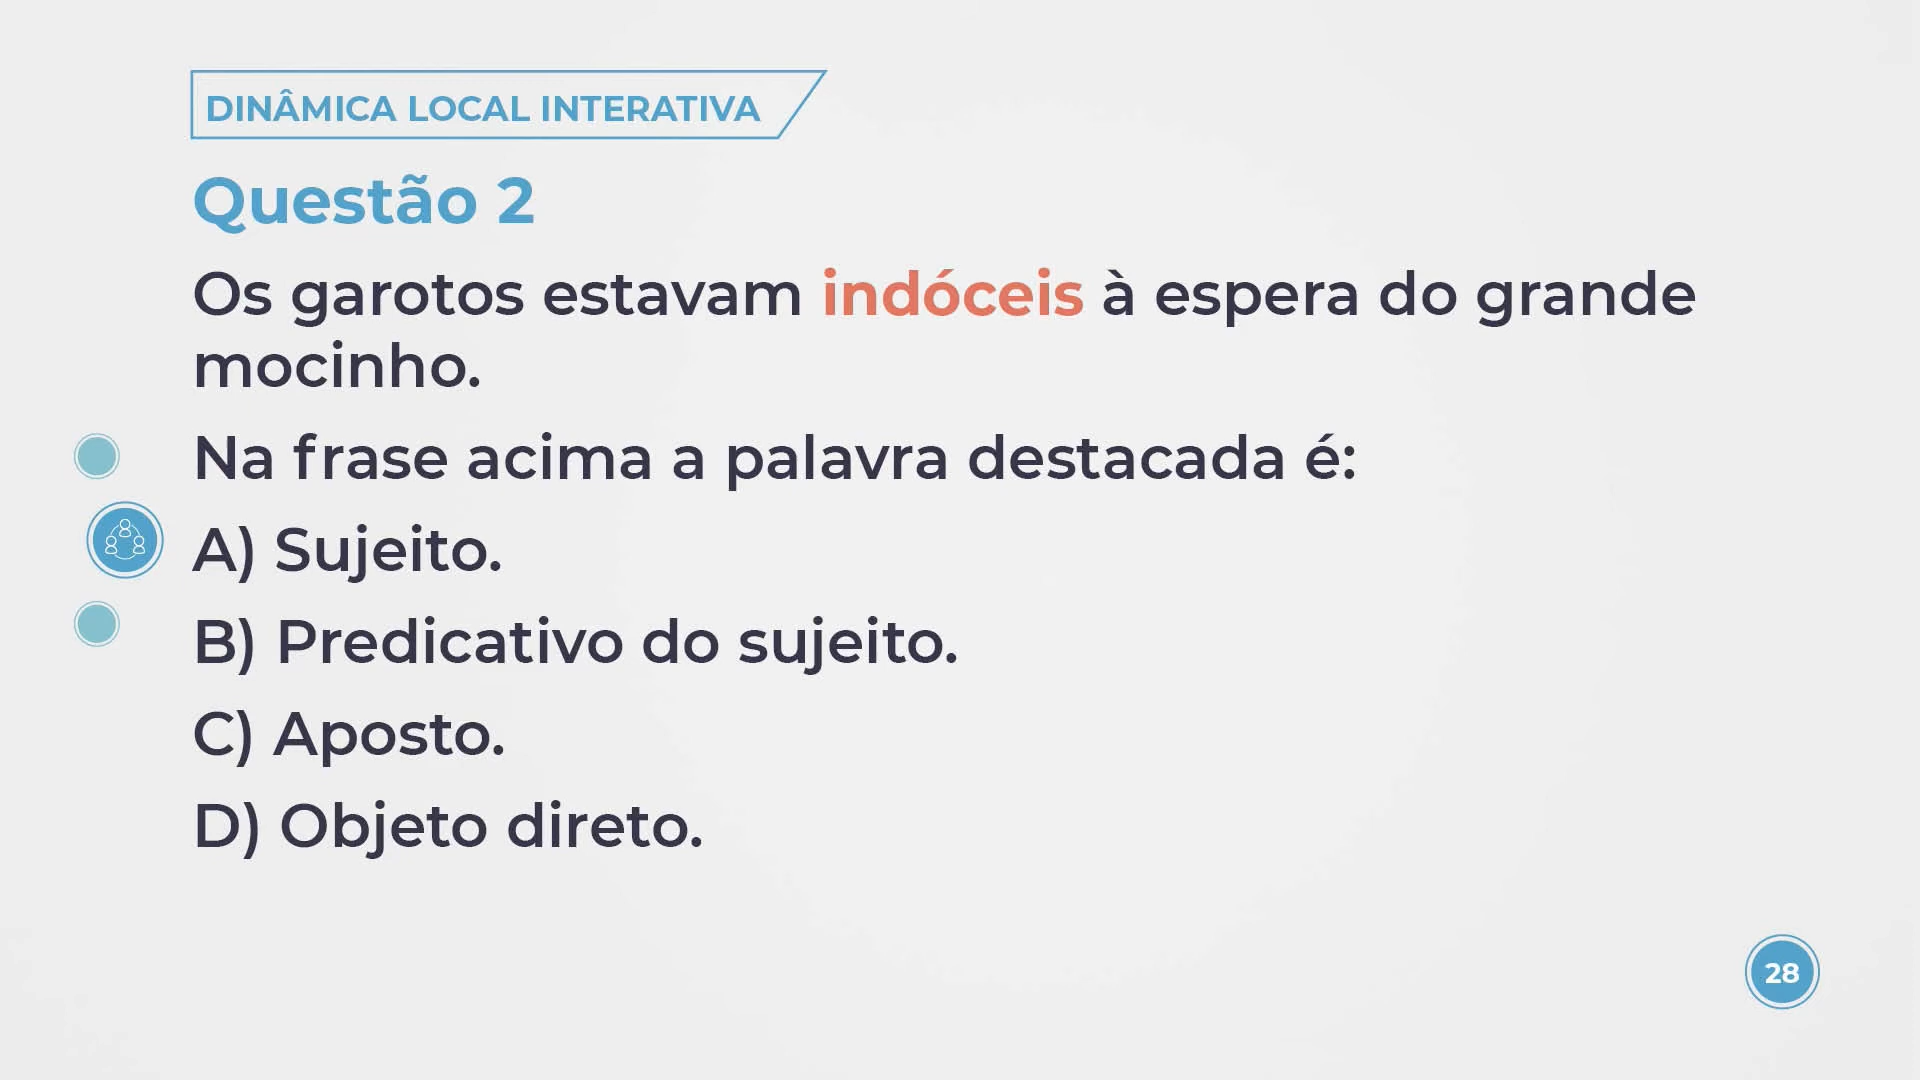 DINÂMICA LOCAL INTERATIVA
Questão 2
Os garotos estavam indóceis à espera do grande
mocinho.
Na frase acima a palavra destacada é:
A) Sujeito.
B) Predicativo do sujeito.
C) Aposto.
D) Objeto direto.
28